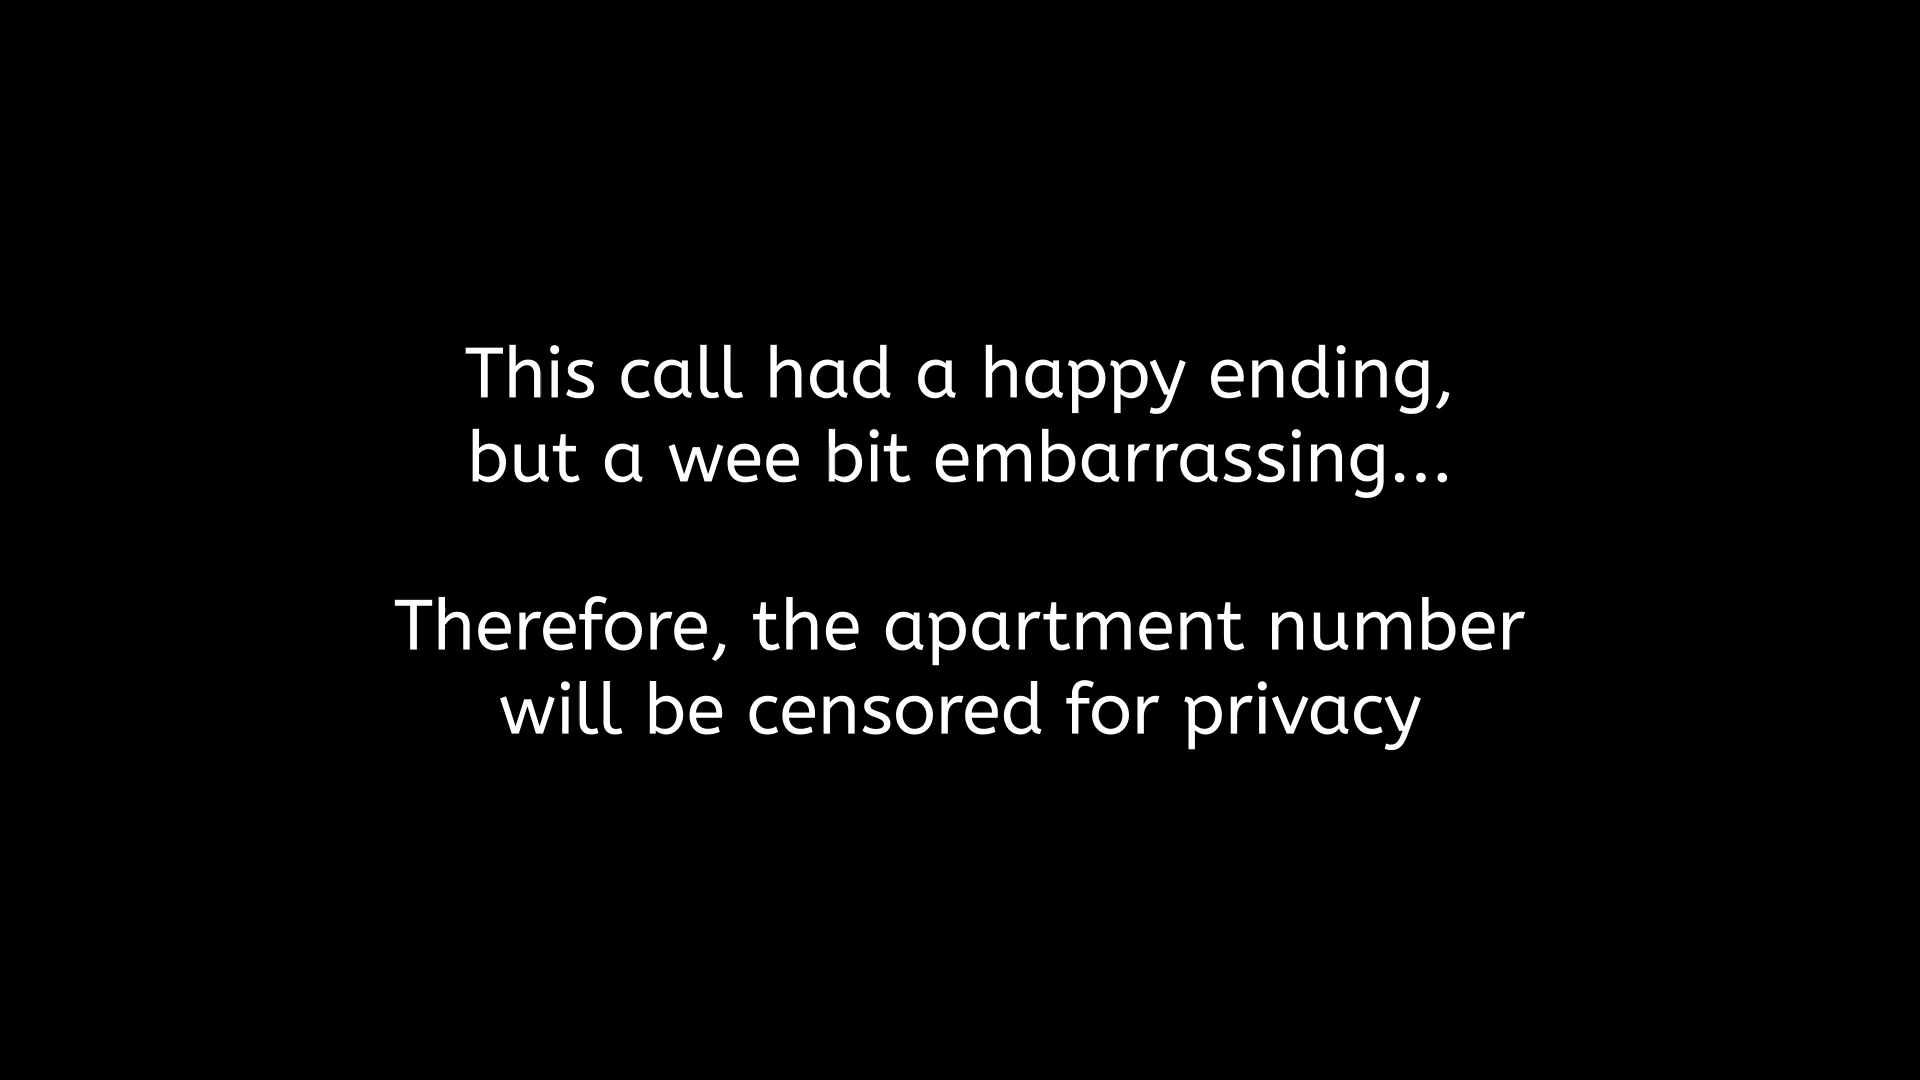 This call had a happy ending,
but a wee bit embarrassing...
Therefore, the apartment number
will be censored for privacy